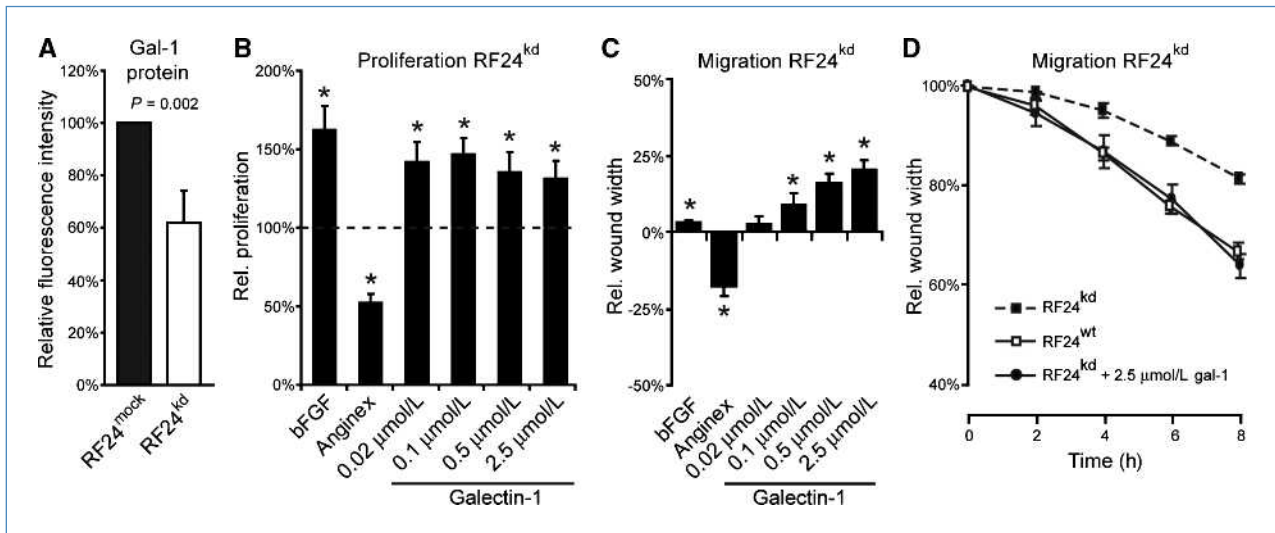 A
Gal-1
protein
P = 0.002
Relative fluorescence intensity
120%
100%
80%
60%
40%
20%
0%
RF24mock
RF24kd
B
Proliferation RF24kd
Rel. proliferation
200%
150%
100%
50%
0%
*
*
*
*
*
*
bFGF
Anginex
0.02 μmol/L
0.1 μmol/L
0.5 μmol/L
2.5 μmol/L
Galectin-1
C
Migration RF24kd
Rel. wound width
50%
25%
0%
-25%
-50%
*
*
*
*
*
bFGF
Anginex
0.02 μmol/L
0.1 μmol/L
0.5 μmol/L
2.5 μmol/L
Galectin-1
D
Migration RF24kd
Rel. wound width
100%
80%
60%
40%
RF24kd
RF24wt
RF24kd + 2.5 μmol/L gal-1
0 2 4 6 8
Time (h)